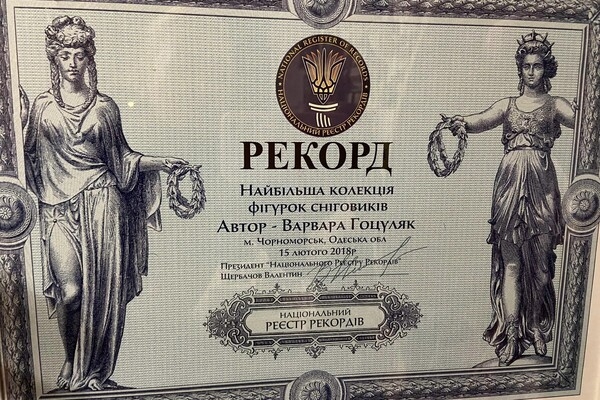 NATIONAL REGISTER OF RECORDS
НАЦІОНАЛЬНИЙ РЕЄСТР РЕКОРДІВ
РЕКОРД
Найбільша колекція
фігурок сніговиків
Автор - Варвара Гоцуляк
м. Чорноморськ, Одеська обл
15 лютого 2018р
Президент "Національного Реєстру Рекордів"
Щербачов Валентин
НАЦІОНАЛЬНИЙ
РЕЄСТР РЕКОРДІВ